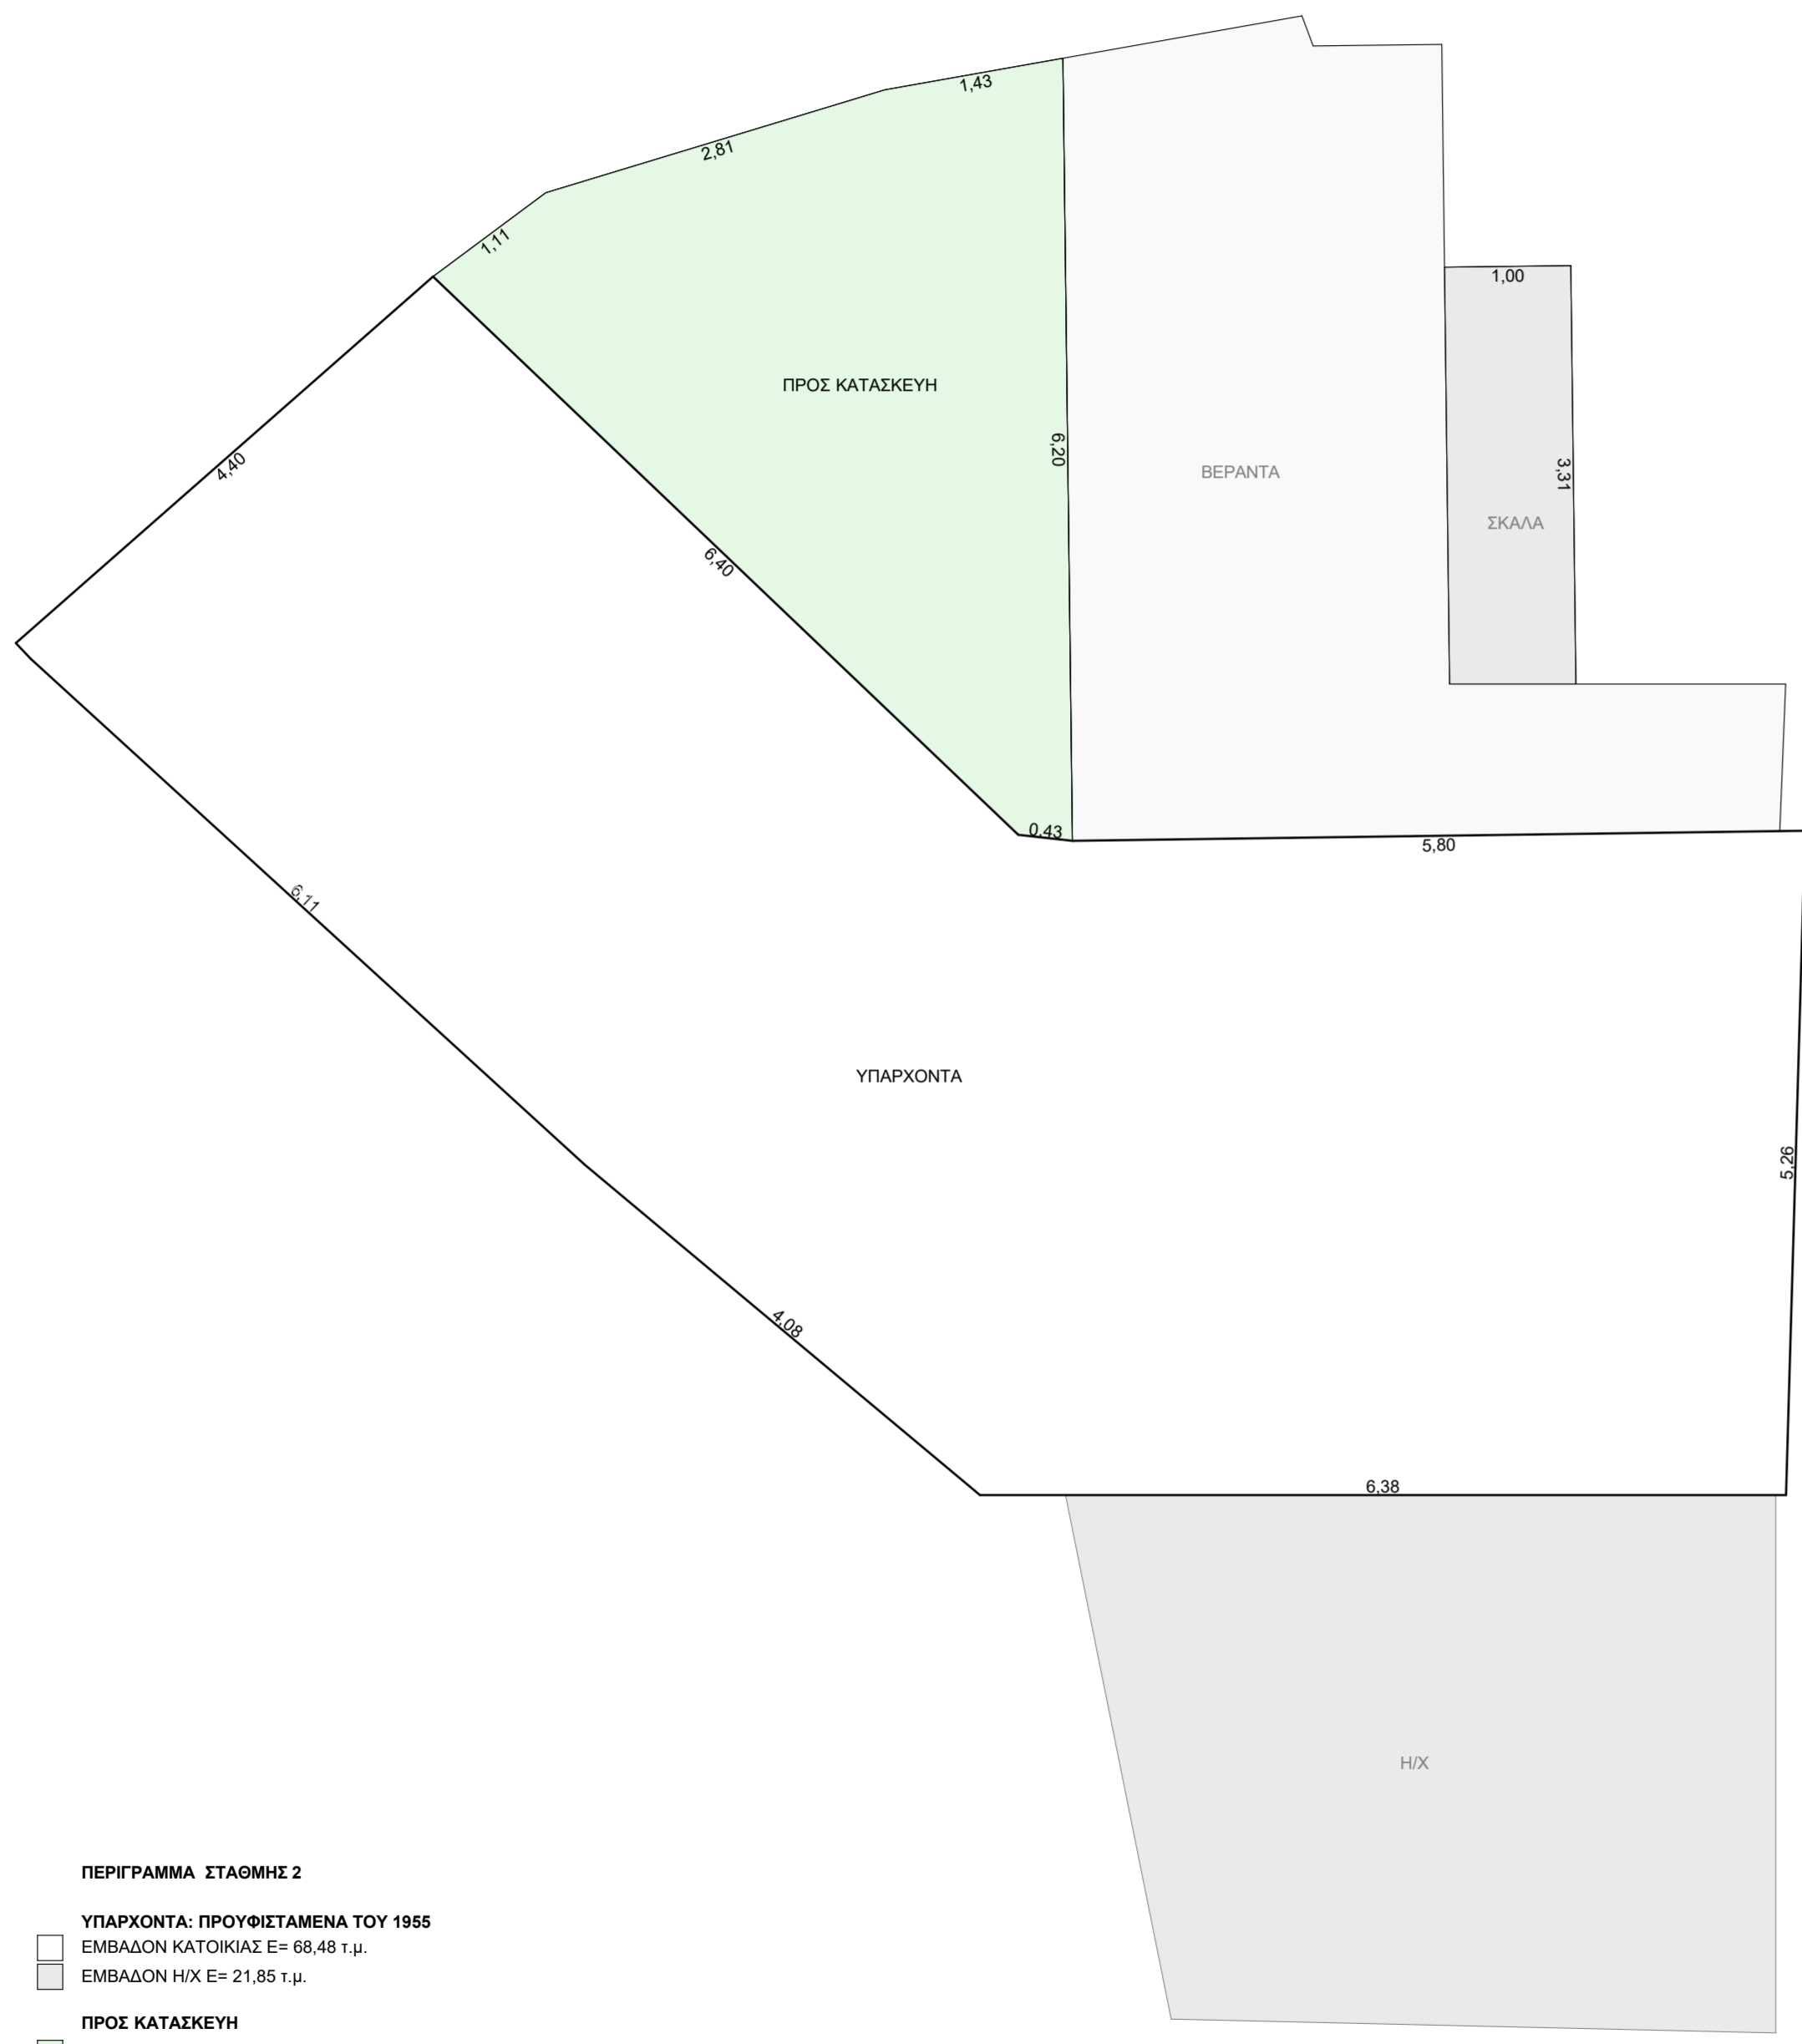 1,43
2,81
1,11
1,00
ΠΡΟΣ ΚΑΤΑΣΚΕΥΗ
6,20
4,40
ΒΕΡΑΝΤΑ
3,31
ΣΚΑΛΑ
6,40
0,43
5,80
6,11
ΥΠΑΡΧΟΝΤΑ
5,26
4,08
6,38
Η/Χ
ΠΕΡΙΓΡΑΜΜΑ ΣΤΑΘΜΗΣ 2
ΥΠΑΡΧΟΝΤΑ: ΠΡΟΥΦΙΣΤΑΜΕΝΑ ΤΟΥ 1955
ΕΜΒΑΔΟΝ ΚΑΤΟΙΚΙΑΣ Ε= 68,48 τ.μ.
ΕΜΒΑΔΟΝ Η/Χ Ε= 21,85 τ.μ.
ΠΡΟΣ ΚΑΤΑΣΚΕΥΗ